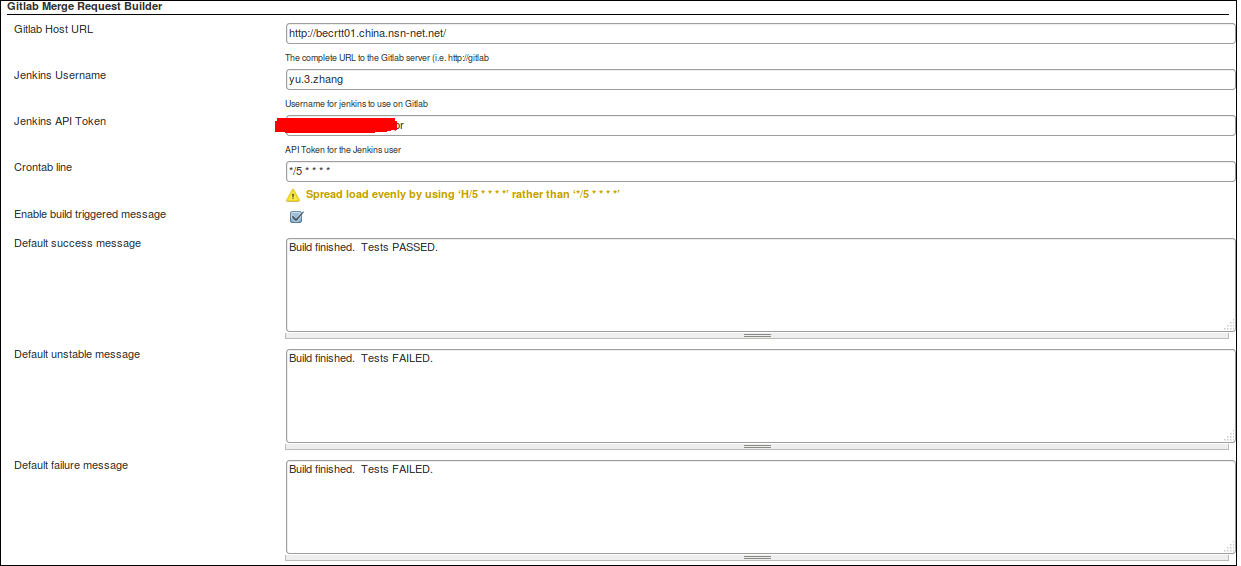 Gitlab Merge Request Builder
Gitlab Host URL
http://becrtt01.china.nsn-net.net/
The complete URL to the Gitlab server (i.e. http://gitlab
Jenkins Username
yu.3.zhang
Username for jenkins to use on Gitlab
Jenkins API Token
API Token for the Jenkins user
Crontab line
*/5 * * * *
Spread load evenly by using ‘H/5 * * * *’ rather than ‘*/5 * * * *’
Enable build triggered message
Default success message
Build finished.  Tests PASSED.
Default unstable message
Build finished.  Tests FAILED.
Default failure message
Build finished.  Tests FAILED.